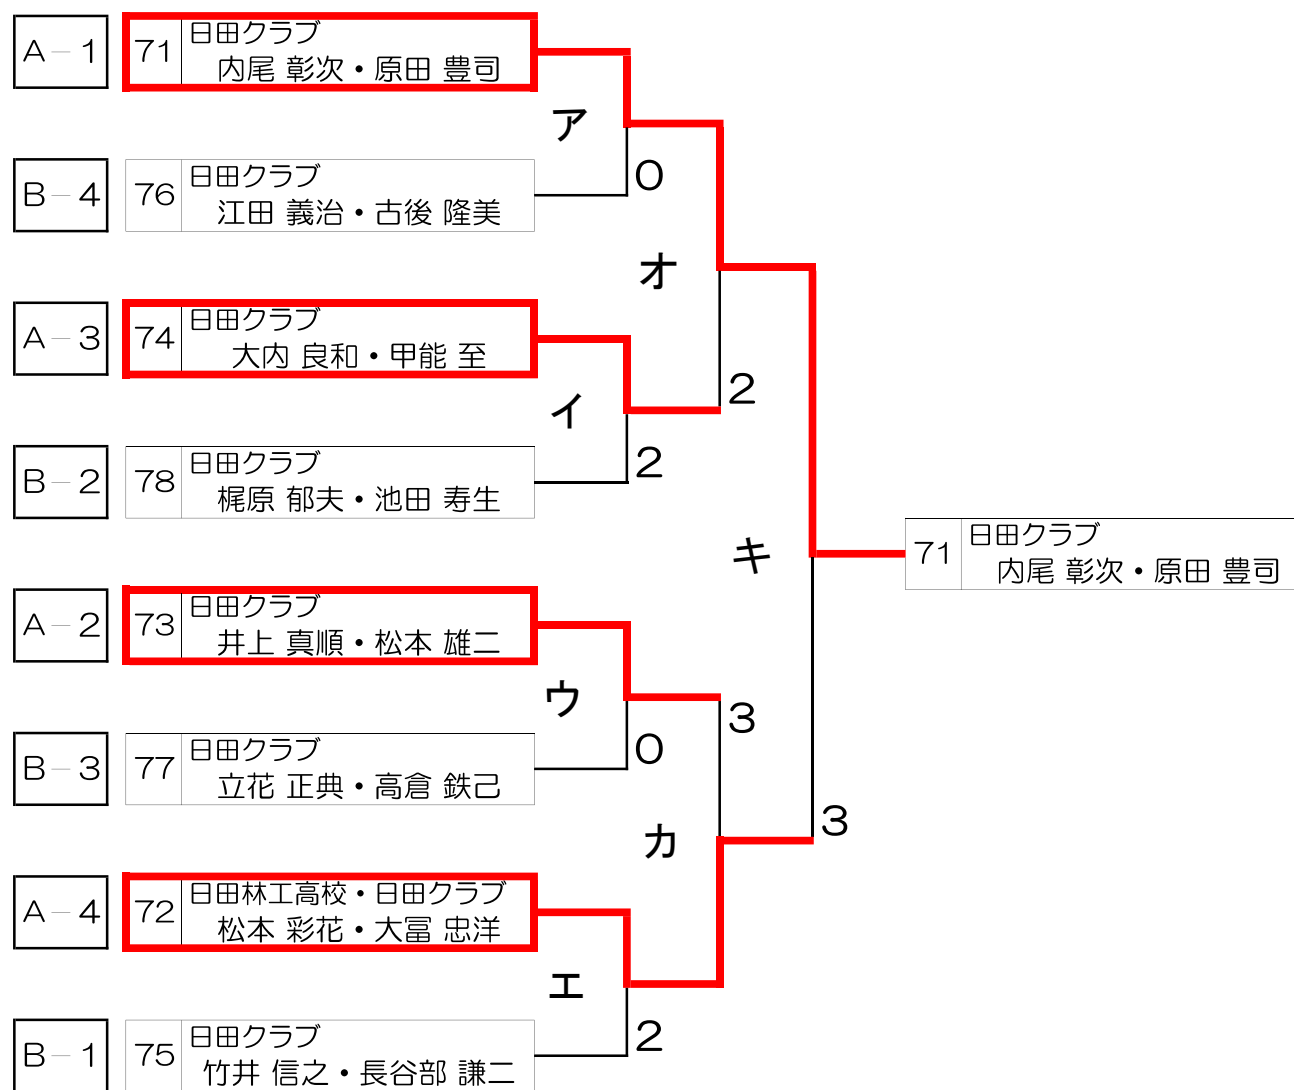 A－1 71 日田クラブ
内尾 彰次・原田 豊司
ア
B－4 76 日田クラブ
江田 義治・古後 隆美
0
オ
A－3 74 日田クラブ
大内 良和・甲能 至
2
イ
B－2 78 日田クラブ
梶原 郁夫・池田 寿生
2
キ
71 日田クラブ
内尾 彰次・原田 豊司
A－2 73 日田クラブ
井上 真順・松本 雄二
ウ
3
B－3 77 日田クラブ
立花 正典・高倉 鉄己
0
カ
3
A－4 72 日田林工高校・日田クラブ
松本 彩花・大冨 忠洋
エ
B－1 75 日田クラブ
竹井 信之・長谷部 謙二
2